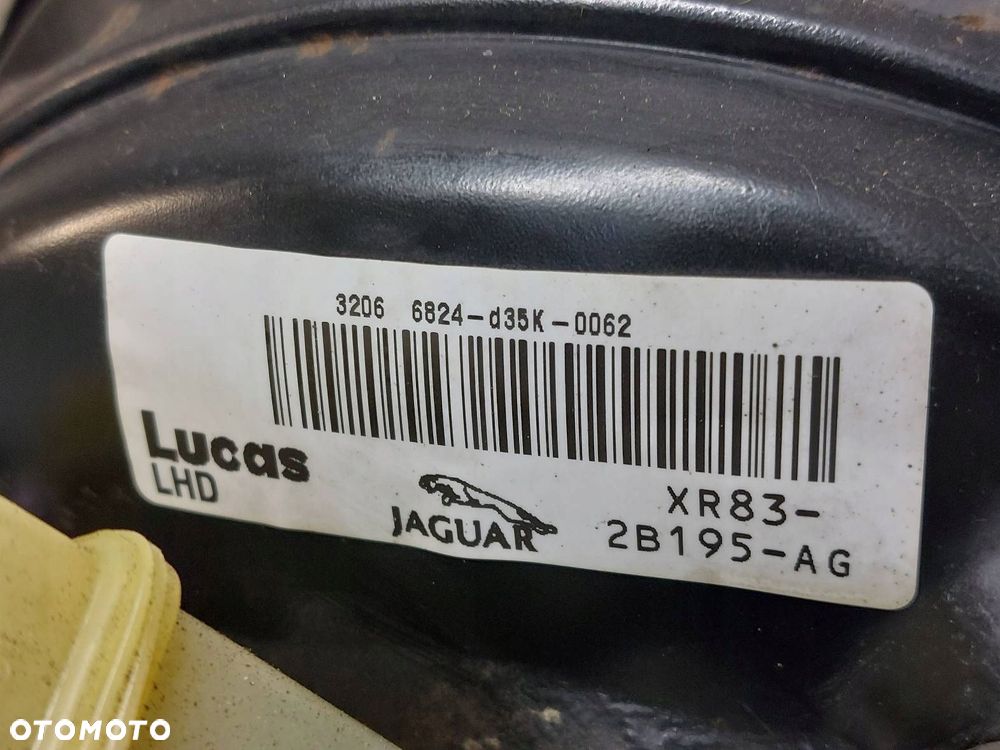 3206 6824-d35K-0062
Lucas
LHD
JAGUAR
XR83-
2B195-AG
OTOMOTO